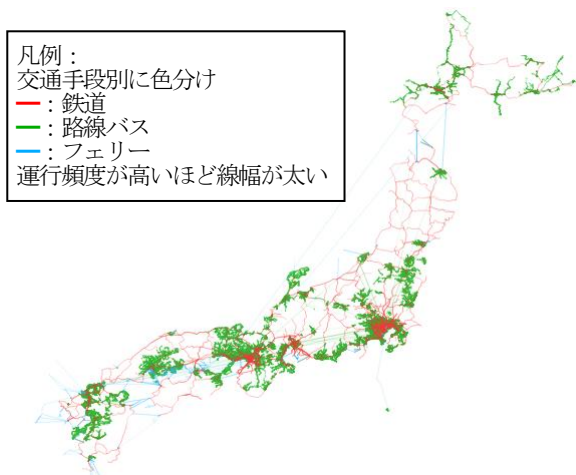 凡例：
交通手段別に色分け
：鉄道
：路線バス
：フェリー
運行頻度が高いほど線幅が太い